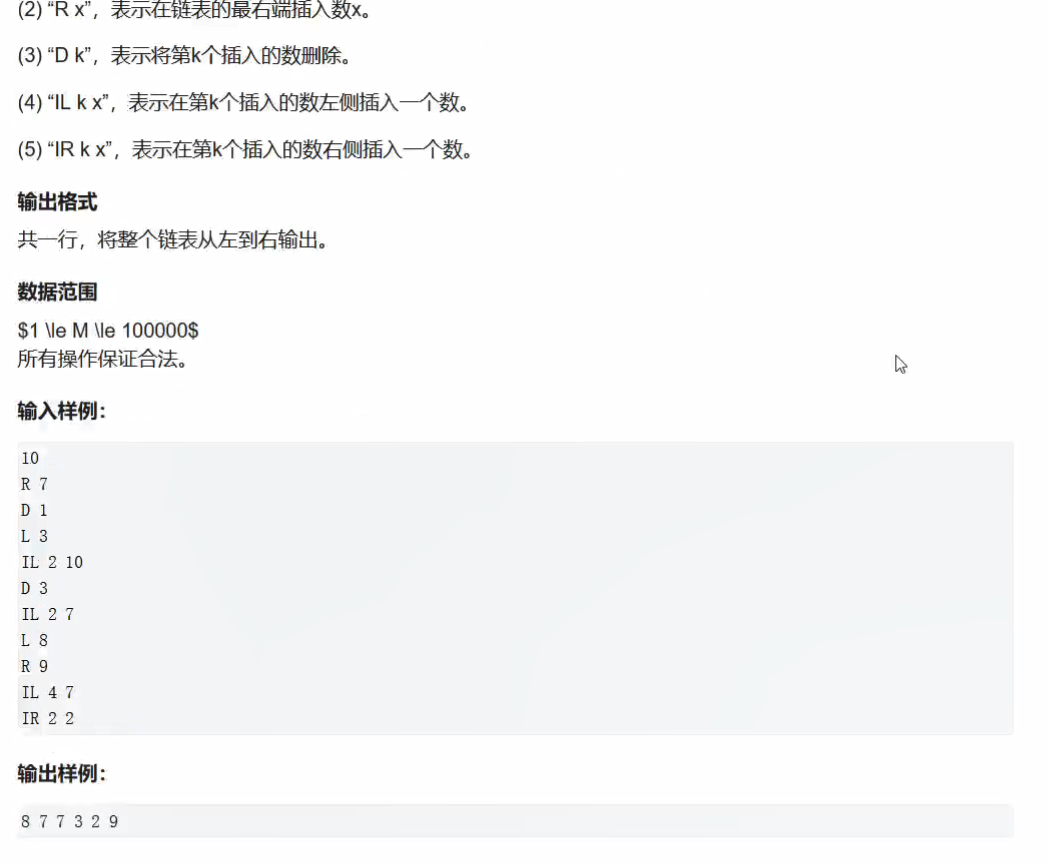 (2) “R x”，表示在链表的最右端插入数x。
(3) “D k”，表示将第k个插入的数删除。
(4) “IL k x”，表示在第k个插入的数左侧插入一个数。
(5) “IR k x”，表示在第k个插入的数右侧插入一个数。
输出格式
共一行，将整个链表从左到右输出。
数据范围
$1 \le M \le 100000$
所有操作保证合法。
输入样例：
10
R 7
D 1
L 3
IL 2 10
D 3
IL 2 7
L 8
R 9
IL 4 7
IR 2 2
输出样例：
8 7 7 3 2 9